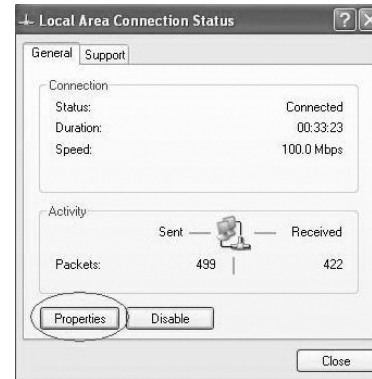 Local Area Connection Status
General Support
Connection
Status: Connected
Duration: 00:33:23
Speed: 100.0 Mbps
Activity
Sent — — Received
Packets: 499 | 422
Properties Disable
Close